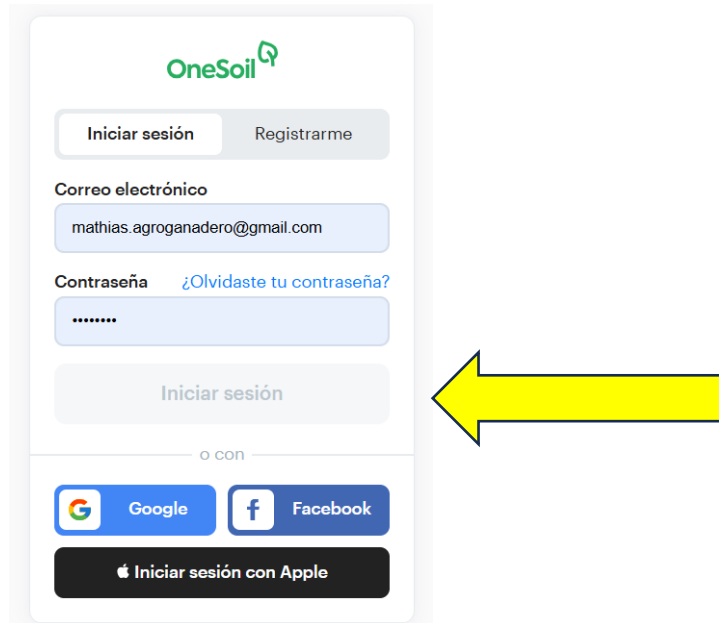 OneSoil
Iniciar sesión Registrarme
Correo electrónico
mathias.agroganadero@gmail.com
Contraseña ¿Olvidaste tu contraseña?
••••••••
Iniciar sesión
o con
Google Facebook
Iniciar sesión con Apple